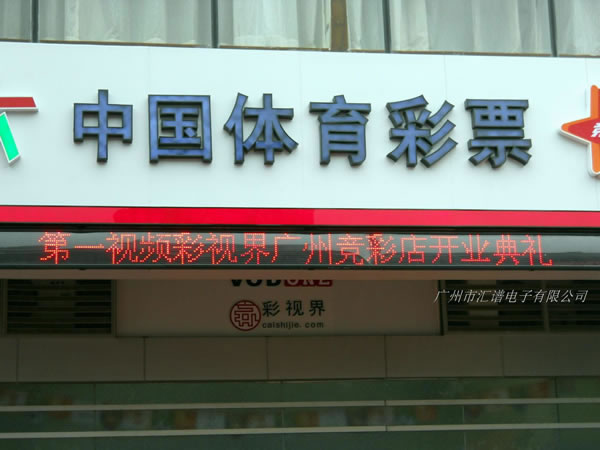 中国体育彩票
第一视频彩视界广州竞彩店开业典礼
VODONE
广州市汇谱电子有限公司
彩视界
caishijie.com